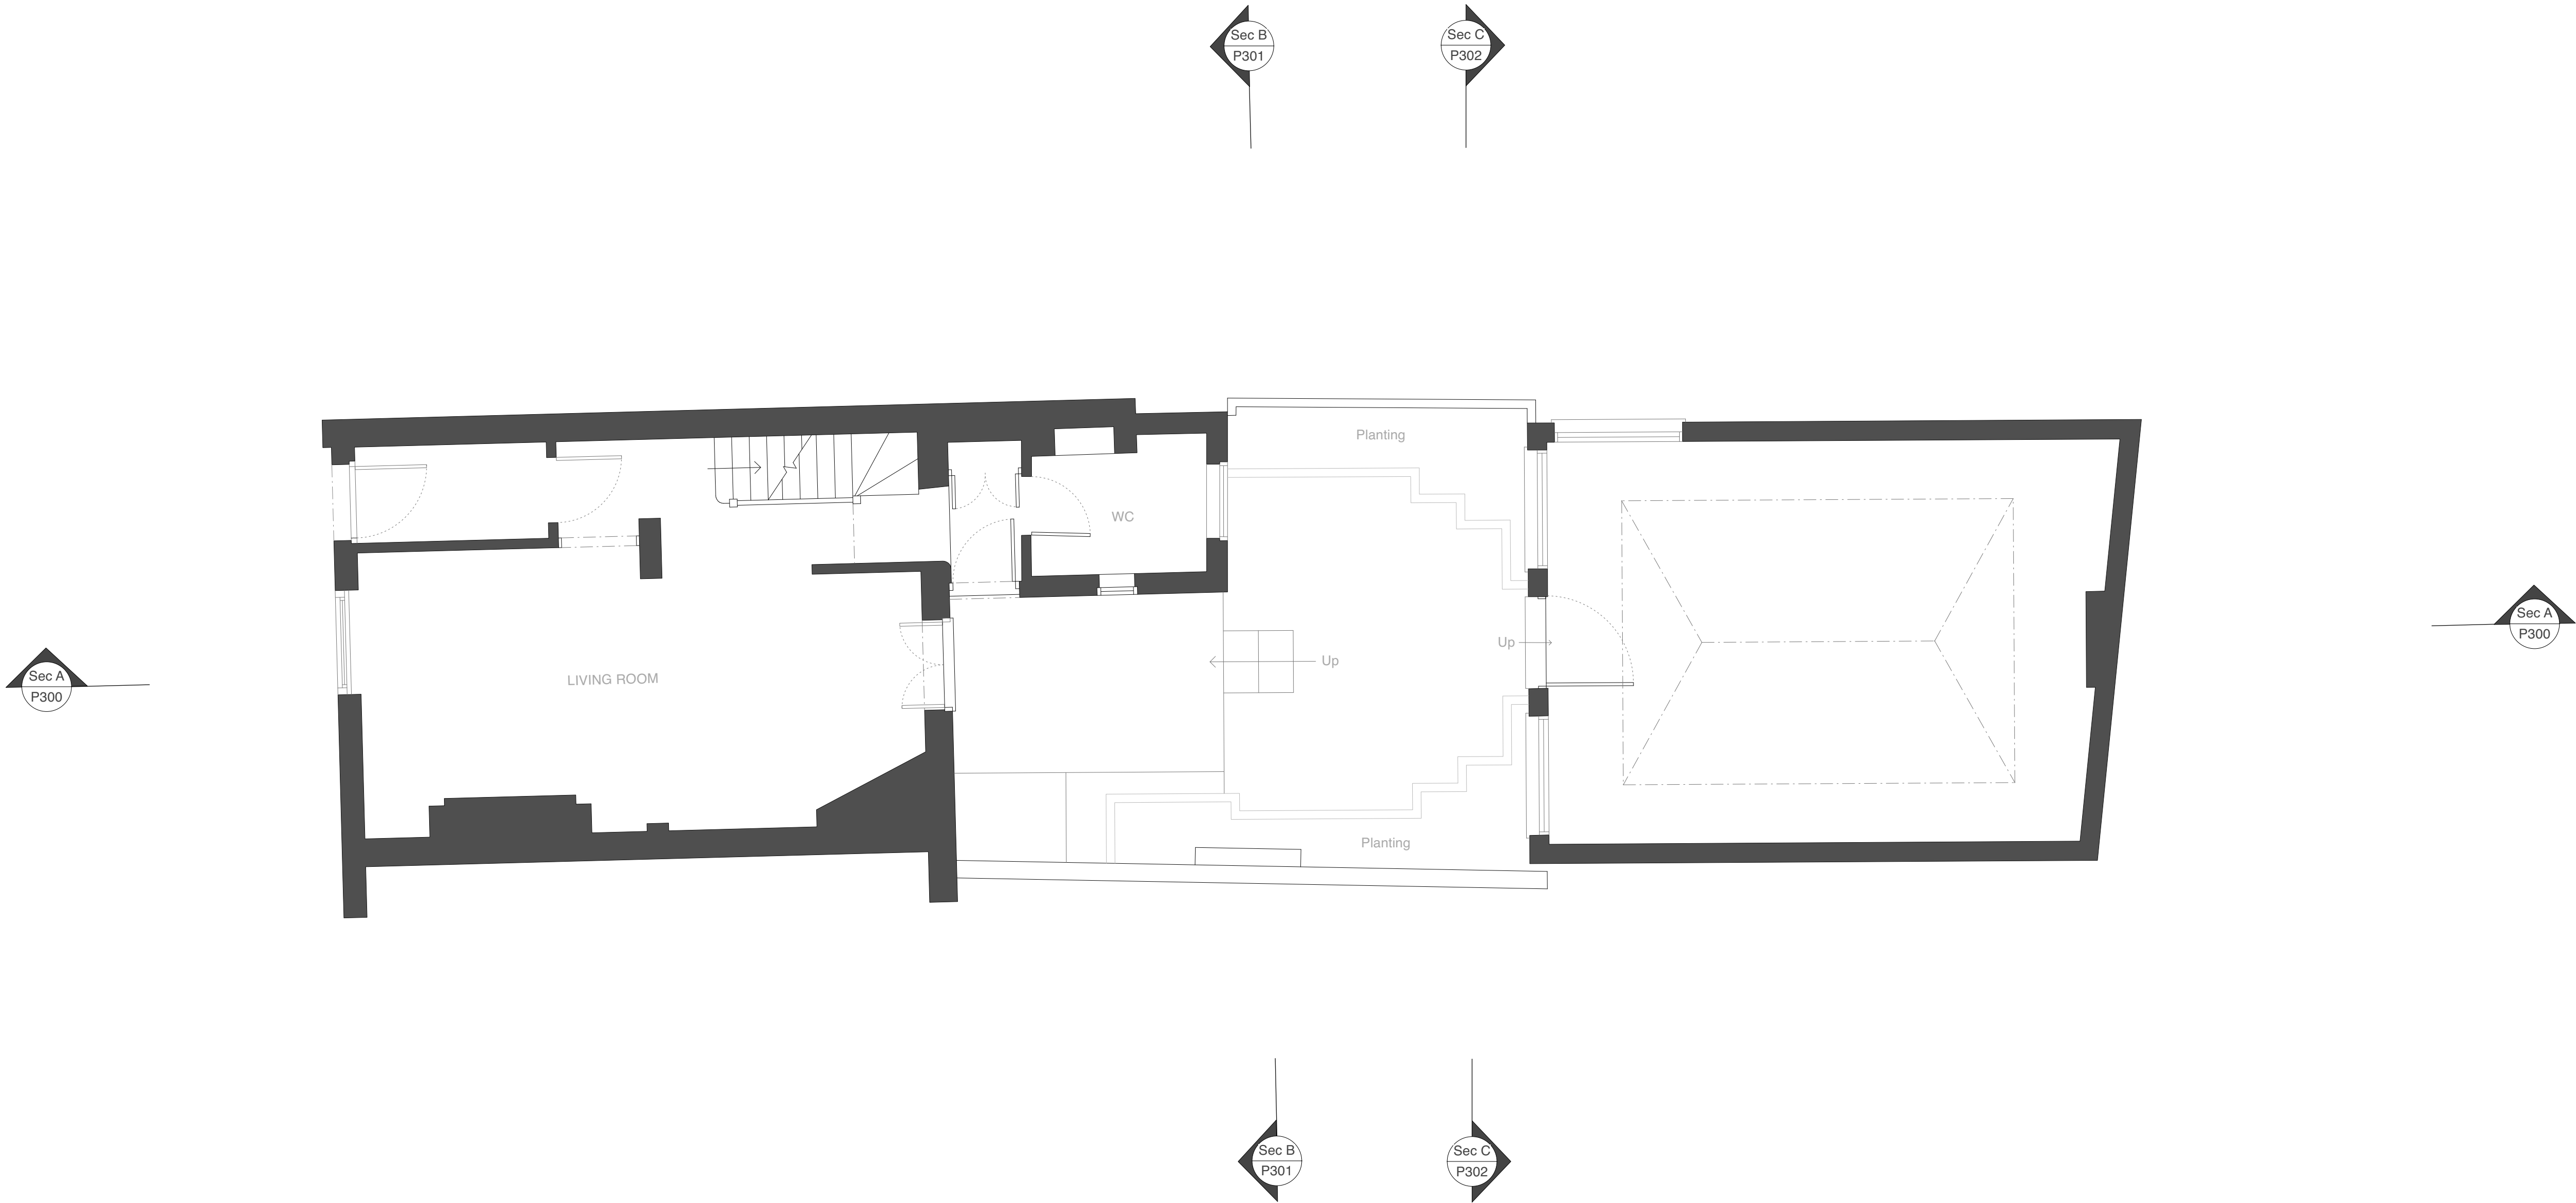 Sec B
P301
Sec C
P302
Planting
WC
Up
Up
LIVING ROOM
Planting
Sec A
P300
Sec A
P300
Sec B
P301
Sec C
P302